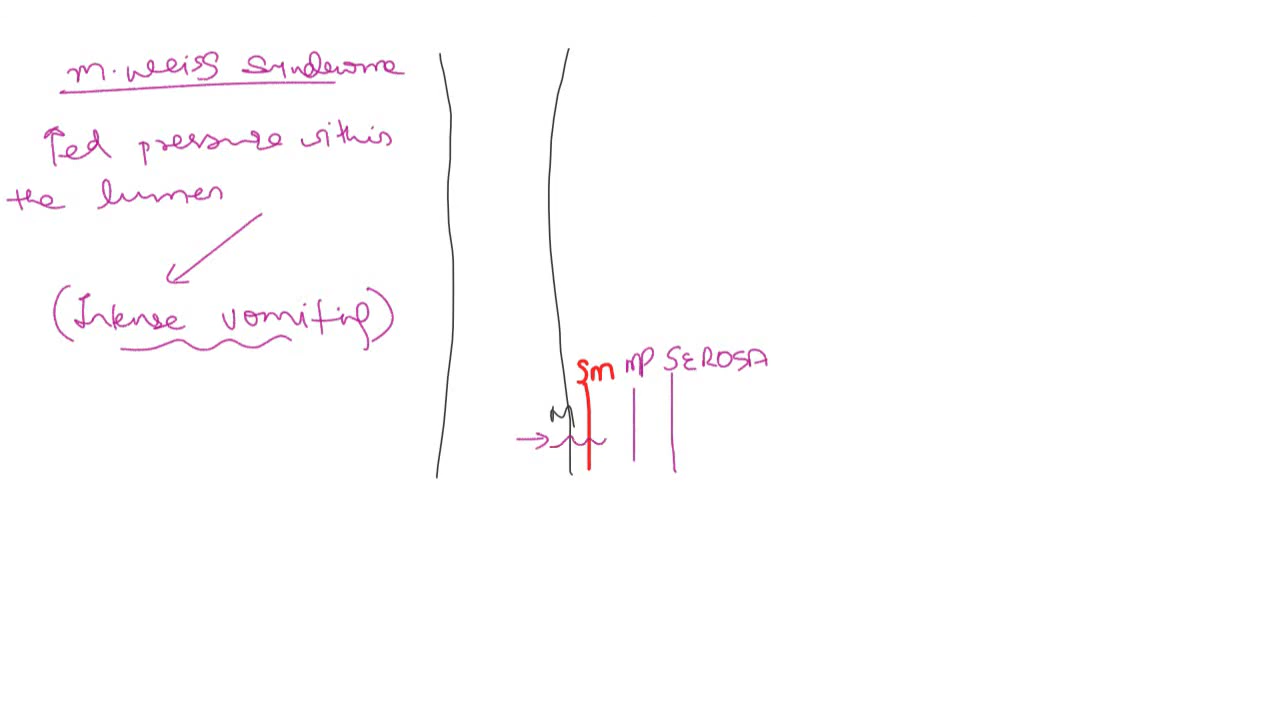 M. Weiss Syndrome
↑ed pressure within
the lumen
(Intense vomiting)
SM MP SEROSA
M